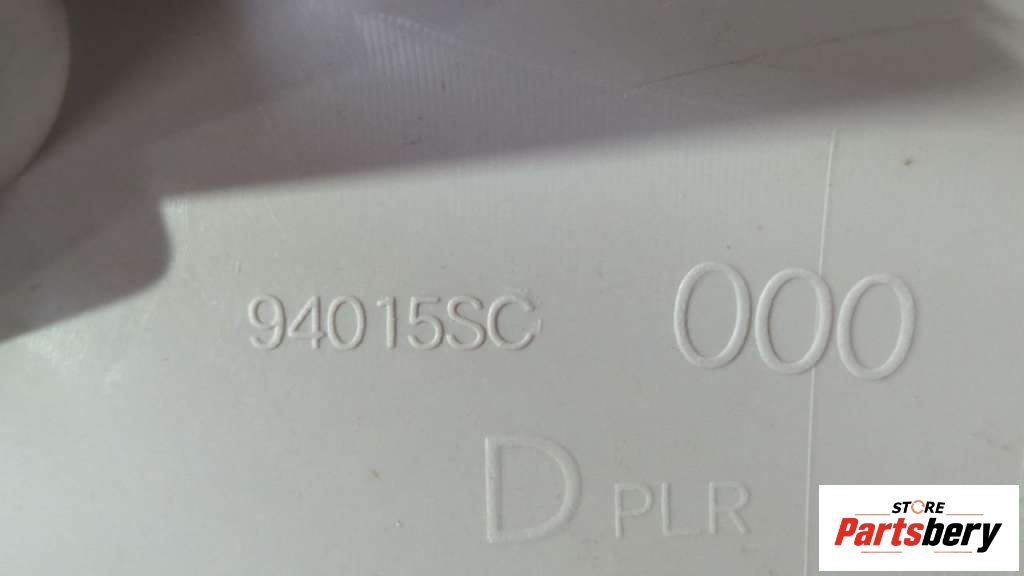 94015SC 000
D PLR
STORE
Partsbery